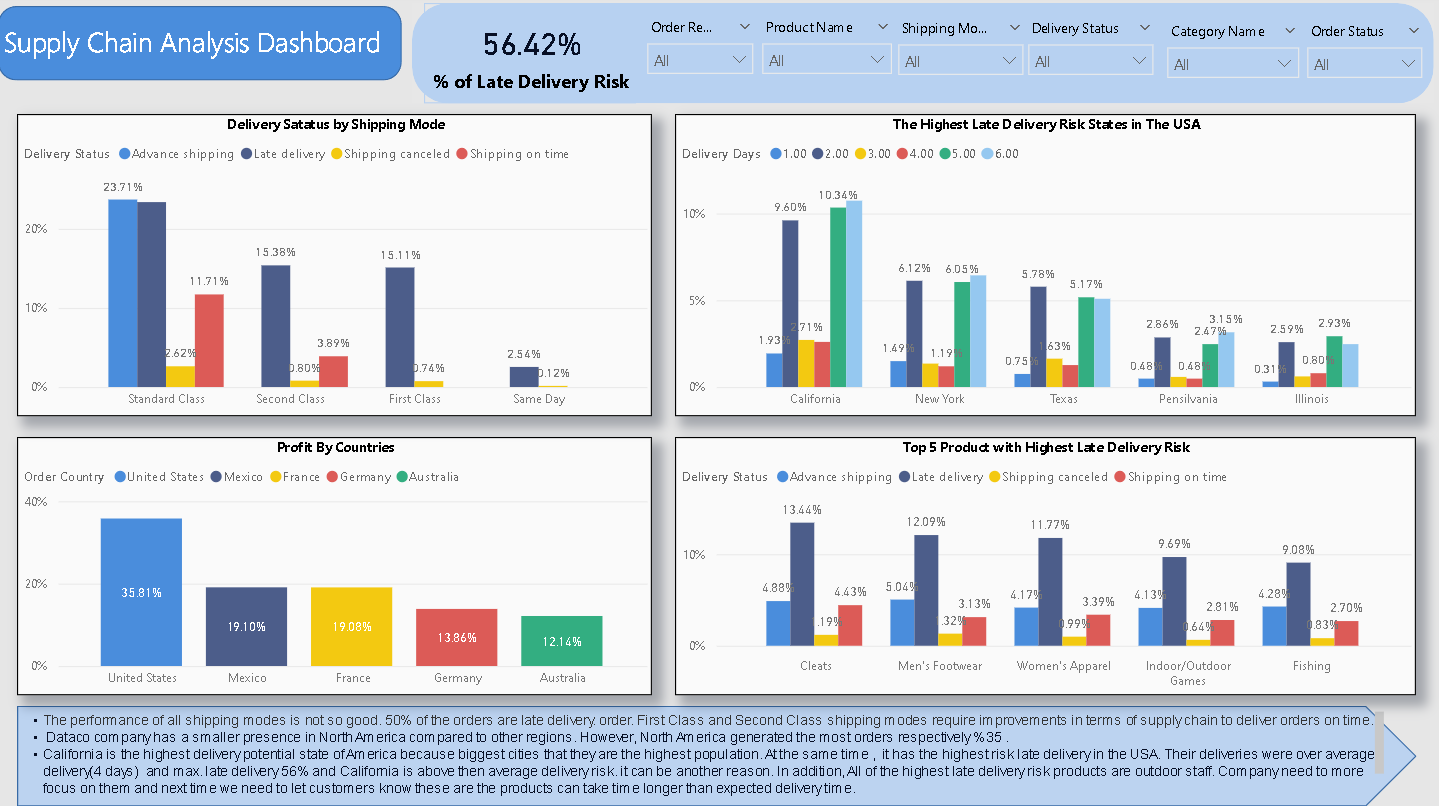 Supply Chain Analysis Dashboard
56.42%
% of Late Delivery Risk
Order Re... Product Name Shipping Mo... Delivery Status Category Name Order Status
All All All All All All
Delivery Satatus by Shipping Mode
Delivery Status Advance shipping Late delivery Shipping canceled Shipping on time
23.71%
20%
15.38% 15.11%
11.71%
10%
2.62% 0.80% 3.89% 0.74% 2.54% 0.12%
0%
Standard Class Second Class First Class Same Day
The Highest Late Delivery Risk States in The USA
Delivery Days 1.00 2.00 3.00 4.00 5.00 6.00
10%
9.60% 10.34%
6.12% 6.05% 5.78% 5.17%
5%
1.93% 2.71% 1.49% 1.19% 0.75% 1.63% 0.48% 2.86% 0.48% 2.47% 3.15% 0.31% 2.59% 0.80% 2.93%
0%
California New York Texas Pensilvania Illinois
Profit By Countries
Order Country United States Mexico France Germany Australia
40%
20%
35.81% 19.10% 19.08% 13.86% 12.14%
0%
United States Mexico France Germany Australia
Top 5 Product with Highest Late Delivery Risk
Delivery Status Advance shipping Late delivery Shipping canceled Shipping on time
13.44% 12.09% 11.77% 9.69% 9.08%
10%
4.88% .19% 4.43% 5.04% .32% 3.13% 4.17% 0.99% 3.39% 4.13% 0.64% 2.81% 4.28% 0.83% 2.70%
0%
Cleats Men's Footwear Women's Apparel Indoor/Outdoor Fishing
Games
• The performance of all shipping modes is not so good. 50% of the orders are late delivery. order. First Class and Second Class shipping modes require improvements in terms of supply chain to deliver orders on time.
• Dataco company has a smaller presence in North America compared to other regions. However, North America generated the most orders respectively %35 .
• California is the highest delivery potential state of America because biggest cities that they are the highest population. At the same time , it has the highest risk late delivery in the USA. Their deliveries were over average
delivery(4 days) and max. late delivery 56% and California is above then average delivery risk. it can be another reason. In addition, All of the highest late delivery risk products are outdoor staff. Company need to more
focus on them and next time we need to let customers know these are the products can take time longer than expected delivery time.